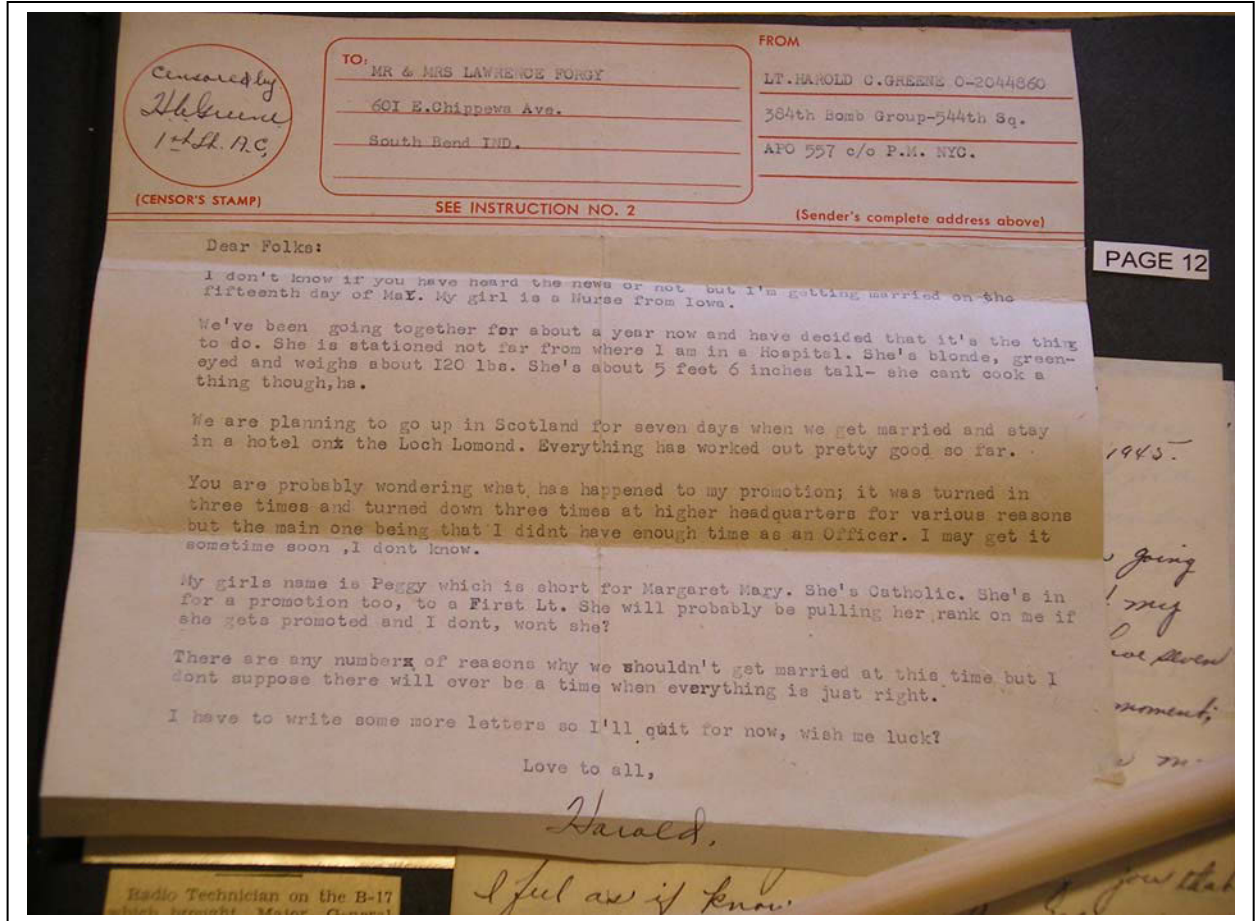 Censored by
H C Greene
1st Lt. A.C,
(CENSOR'S STAMP)
TO:
MR & MRS LAWRENCE FORGY
60I E.Chippewa Ave.
South Bend IND.
SEE INSTRUCTION NO. 2
FROM
LT.HAROLD C.GREENE O-2044860
384th Bomb Group-544th Sq.
APO 557 c/o P.M. NYC.
(Sender's complete address above)
Dear Folks:
I don't know if you have heard the news or not but I'm getting married on the
fifteenth day of MaY. My girl is a Nurse from Iowa.
We've been going together for about a year now and have decided that it's the thing
to do. She is stationed not far from where I am in a Hospital. She's blonde, green-
eyed and weighs about I20 lbs. She's about 5 feet 6 inches tall- she cant cook a
thing though,ha.
We are planning to go up in Scotland for seven days when we get married and stay
in a hotel onx the Loch Lomond. Everything has worked out pretty good so far.
You are probably wondering what has happened to my promotion; it was turned in
three times and turned down three times at higher headquarters for various reasons
but the main one being that I didnt have enough time as an Officer. I may get it
sometime soon ,I dont know.
My girls name is Peggy which is short for Margaret Mary. She's Catholic. She's in
for a promotion too, to a First Lt. She will probably be pulling her rank on me if
she gets promoted and I dont, wont she?
There are any numberx of reasons why we shouldn't get married at this time but I
dont suppose there will ever be a time when everything is just right.
I have to write some more letters so I'll quit for now, wish me luck?
Love to all,
Harold.
PAGE 12
1945.
going
my
seven
moment,
Radio Technician on the B-17
which brought Major General
I feel as if know
you that